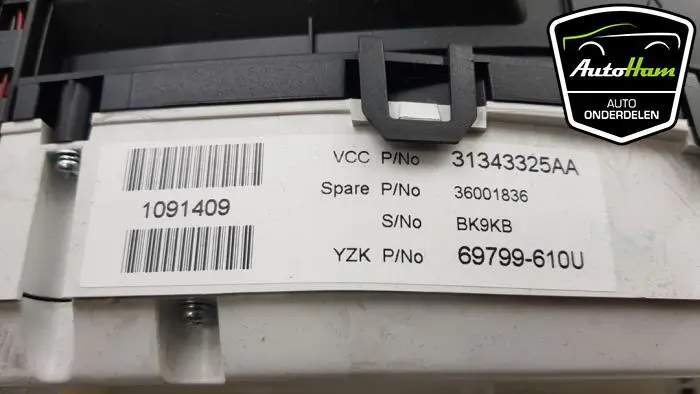 AutoHam
AUTO
ONDERDELEN
1091409
VCC P/No 31343325AA
Spare P/No 36001836
S/No BK9KB
YZK P/No 69799-610U